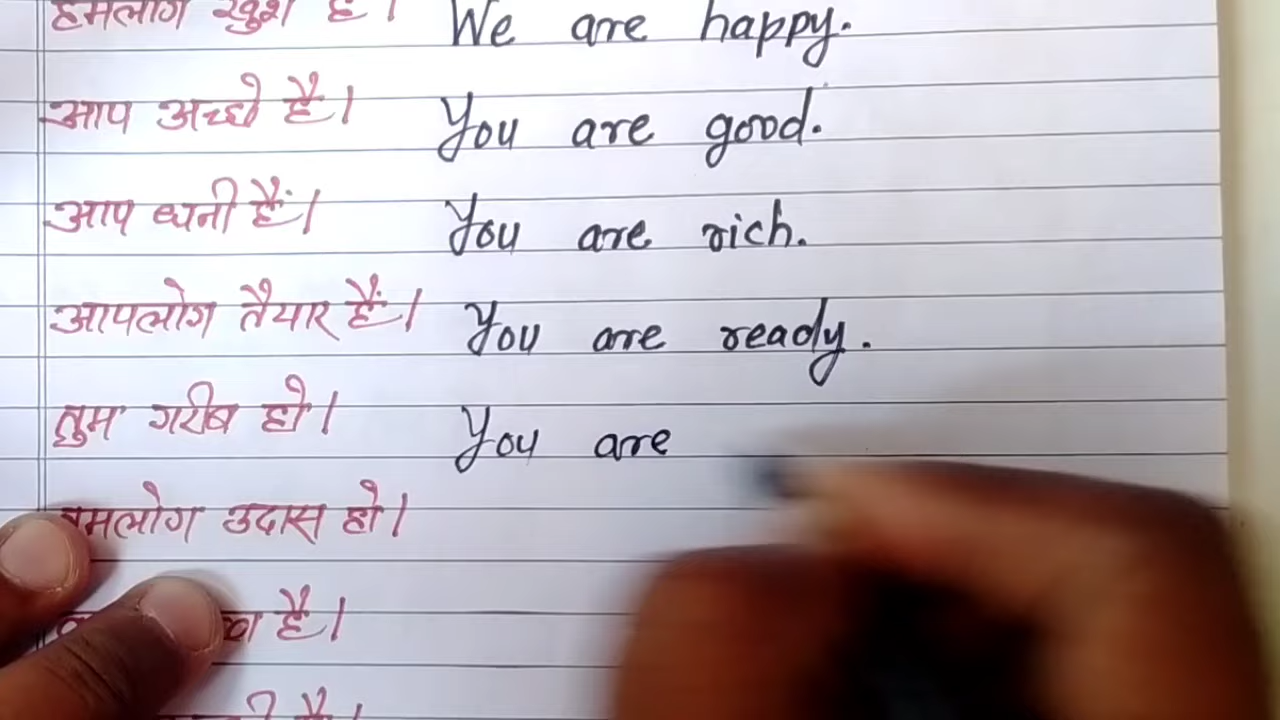 हमलोग खुश हैं। We are happy.
आप अच्छे है। You are good.
आप धनी हैं। You are rich.
आपलोग तैयार हैं। You are ready.
तुम गरीब हो। You are
तुमलोग उदास हो।
है।
है।